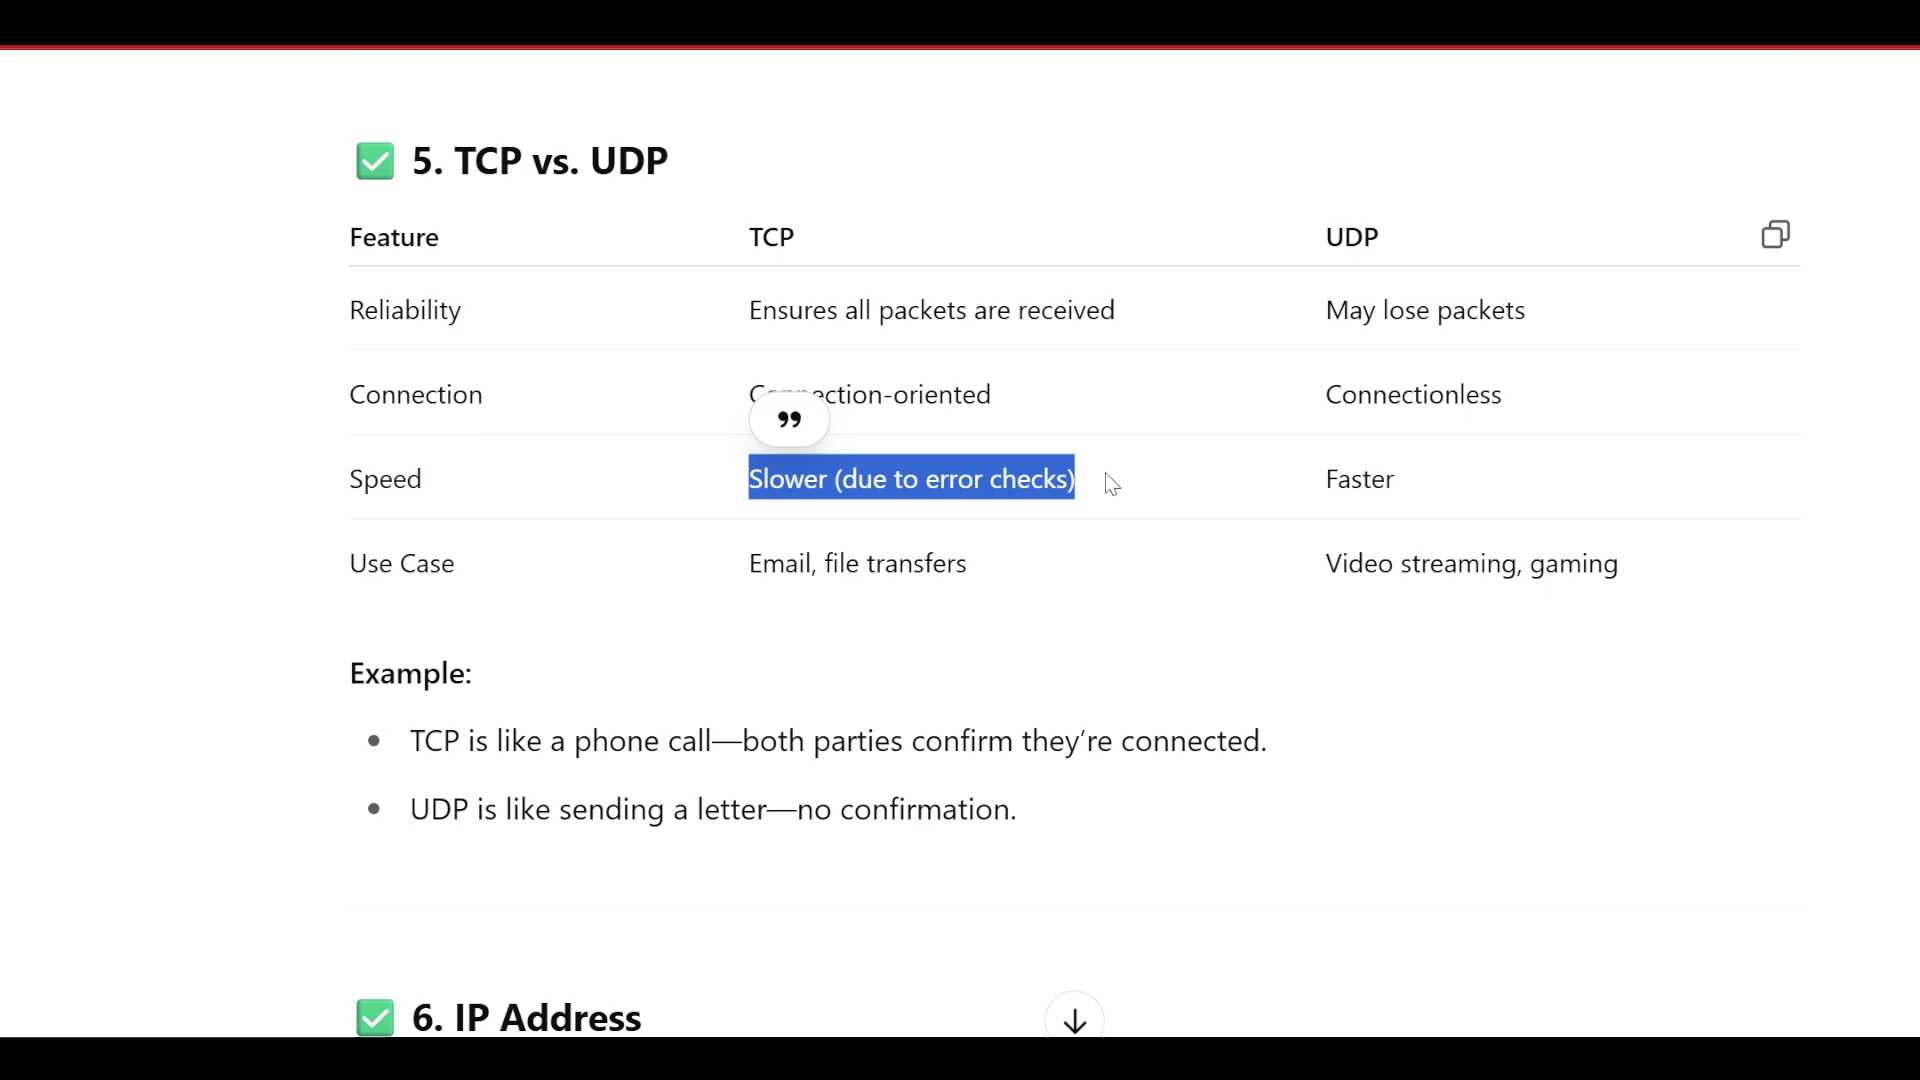 ✅ 5. TCP vs. UDP
Feature TCP UDP
Reliability Ensures all packets are received May lose packets
Connection Connection-oriented Connectionless
”
Speed Slower (due to error checks) Faster
Use Case Email, file transfers Video streaming, gaming
Example:
• TCP is like a phone call—both parties confirm they’re connected.
• UDP is like sending a letter—no confirmation.
✅ 6. IP Address